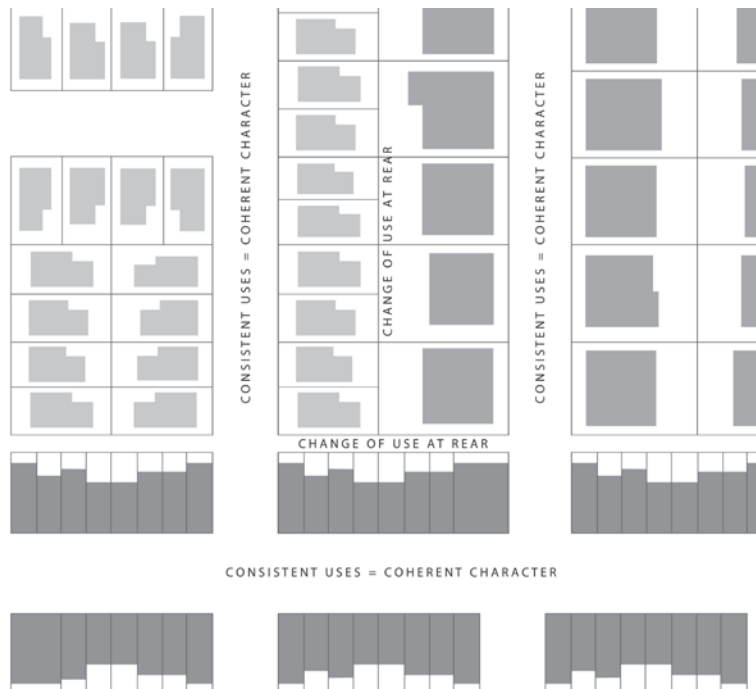 CONSISTENT USES = COHERENT CHARACTER
CHANGE OF USE AT REAR
CONSISTENT USES = COHERENT CHARACTER
CHANGE OF USE AT REAR
CONSISTENT USES = COHERENT CHARACTER